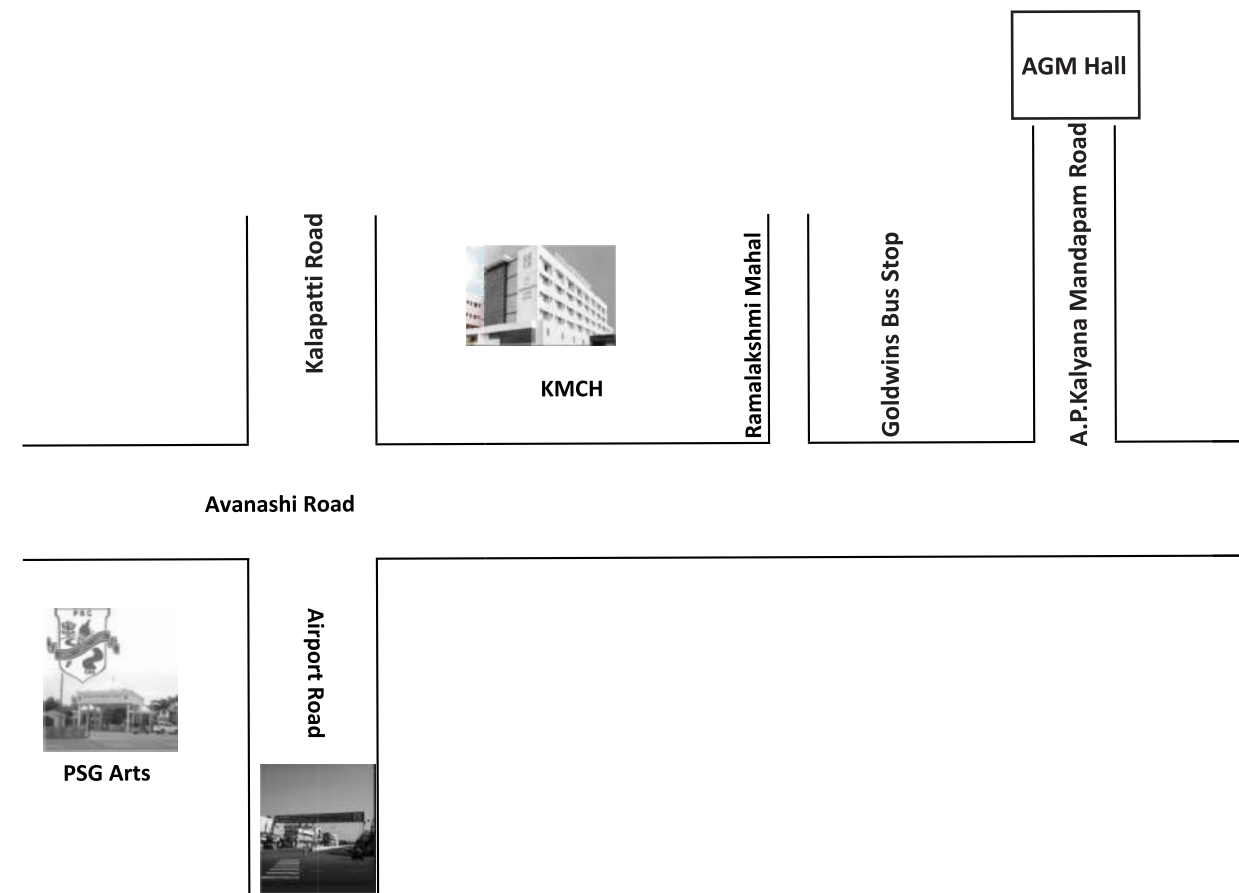 AGM Hall
A.P.Kalyana Mandapam Road
Kalapatti Road
Ramalakshmi Mahal
Goldwins Bus Stop
KMCH
Avanashi Road
PSG
Airport Road
PSG Arts